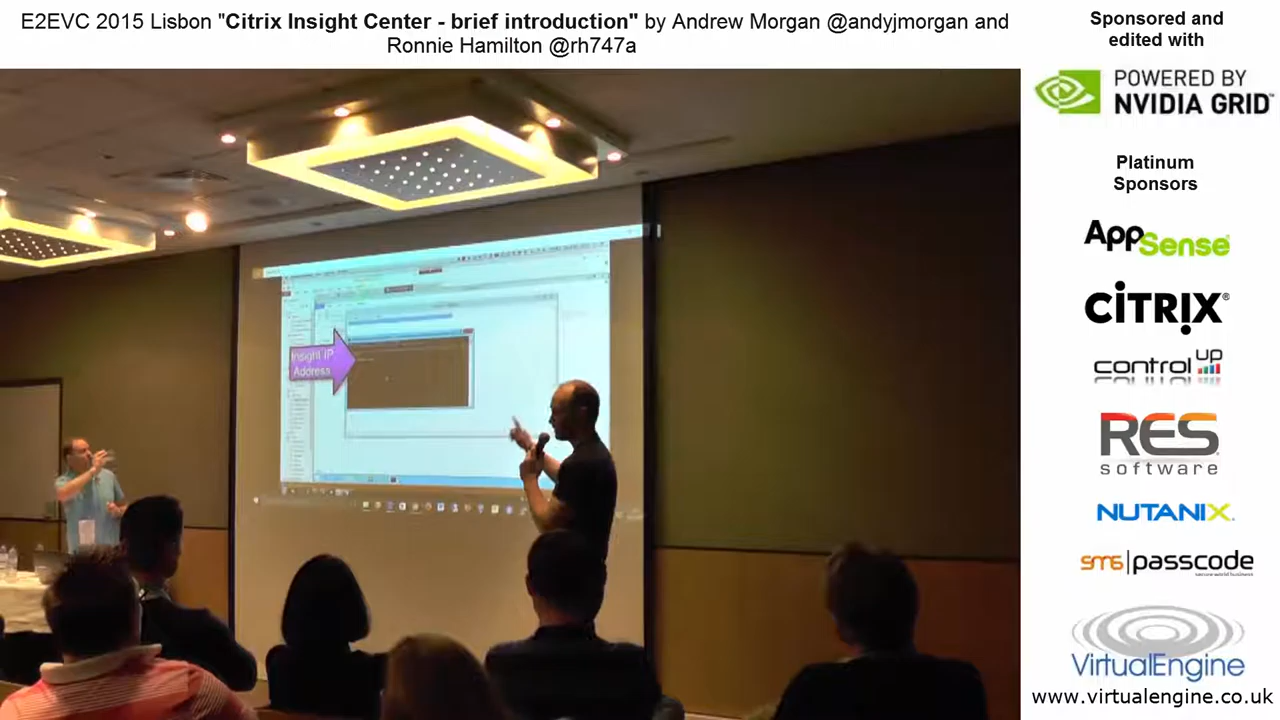 E2EVC 2015 Lisbon "Citrix Insight Center - brief introduction" by Andrew Morgan @andyjmorgan and
Ronnie Hamilton @rh747a
Sponsored and
edited with
POWERED BY
NVIDIA GRID™
Platinum
Sponsors
AppSense
CITRIX®
control UP
RES
software
NUTANIX
sms|passcode
VirtualEngine
www.virtualengine.co.uk
Insight IP
Address